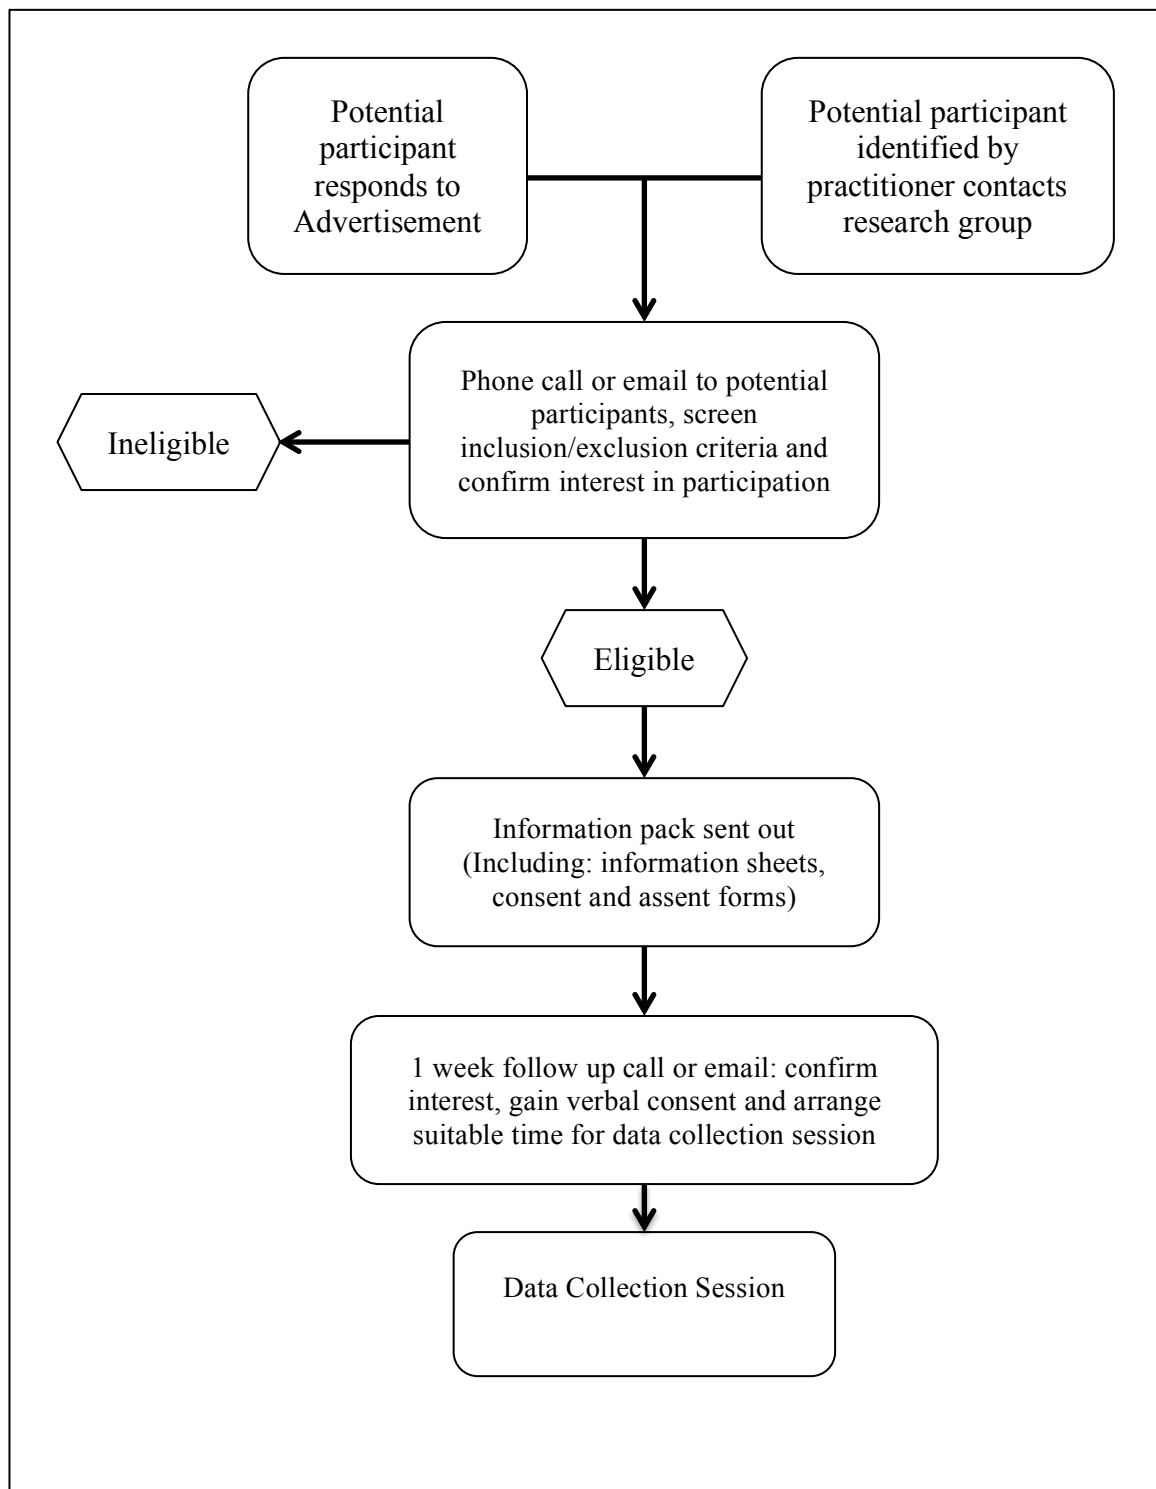 Potential
participant
responds to
Advertisement
Potential participant
identified by
practitioner contacts
research group
Phone call or email to potential
participants, screen
inclusion/exclusion criteria and
confirm interest in participation
Ineligible
Eligible
Information pack sent out
(Including: information sheets,
consent and assent forms)
1 week follow up call or email: confirm
interest, gain verbal consent and arrange
suitable time for data collection session
Data Collection Session